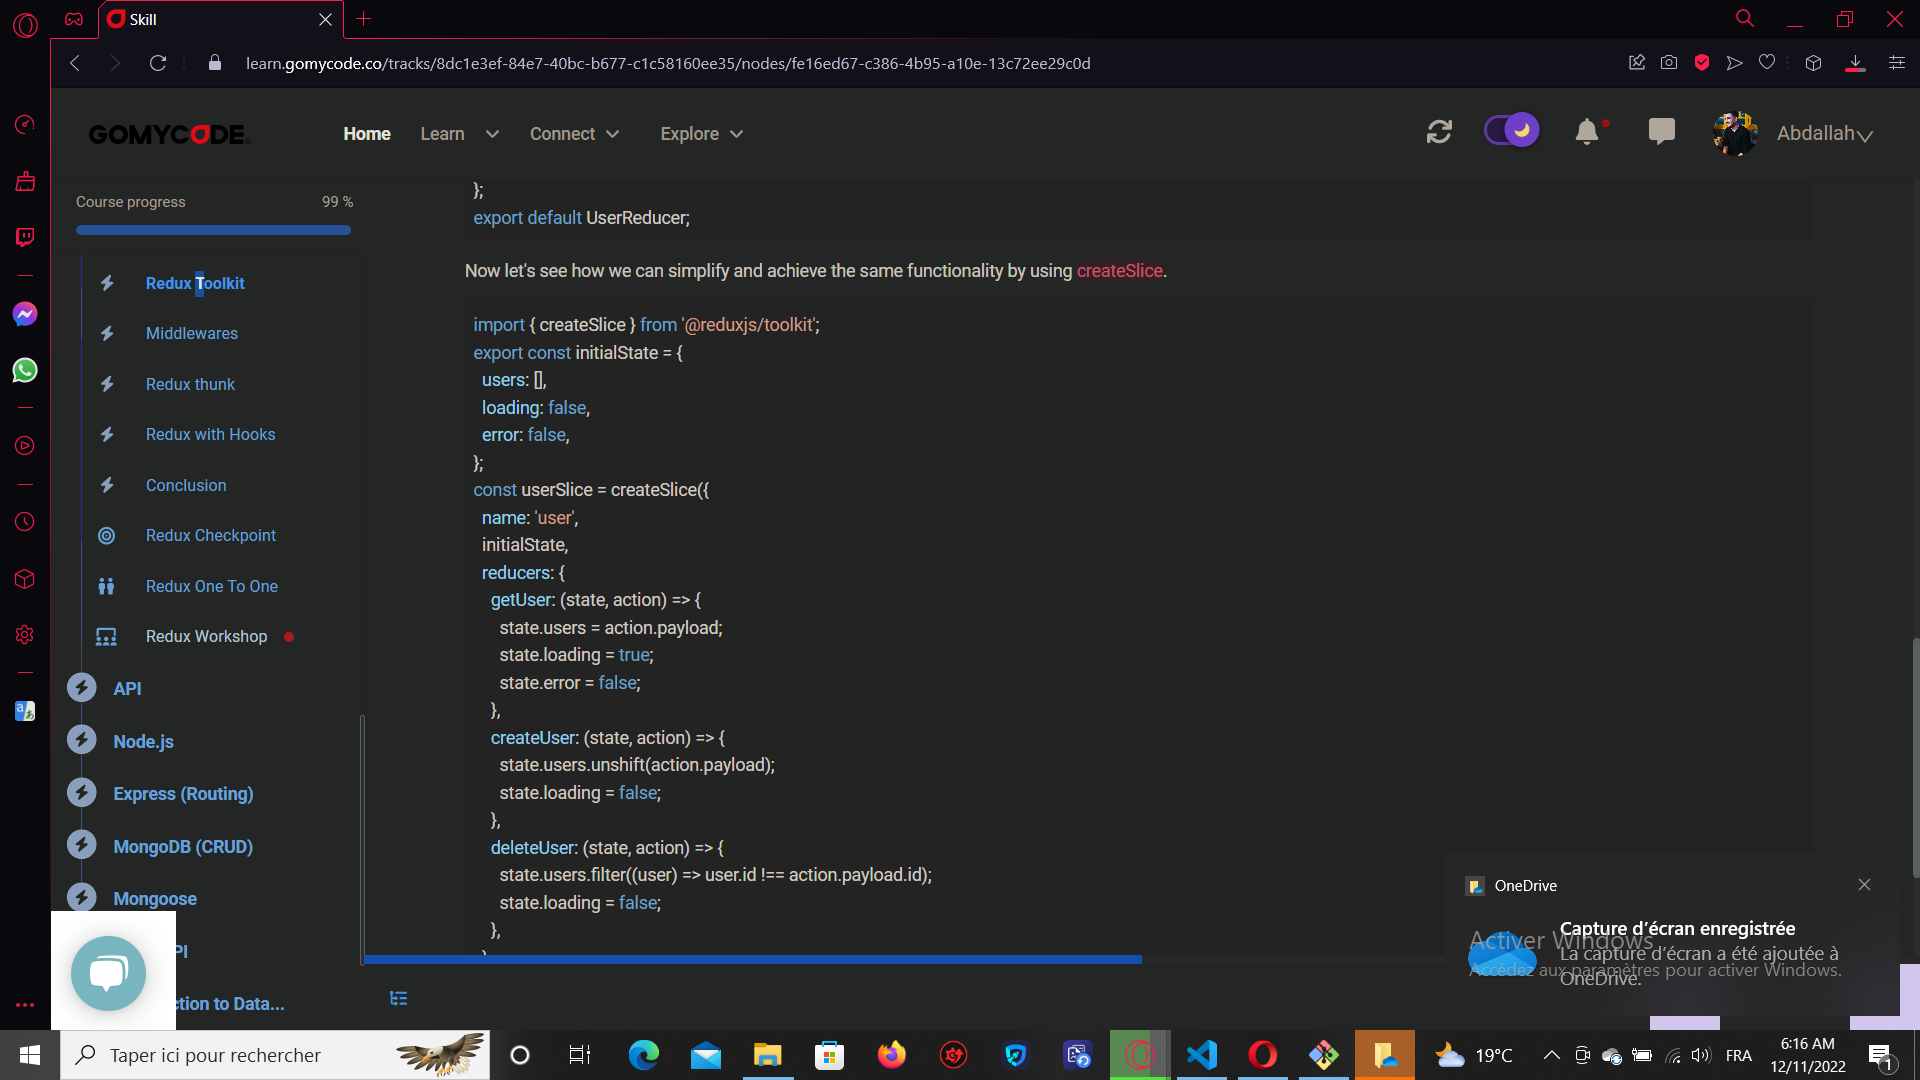 Skill
learn.gomycode.co/tracks/8dc1e3ef-84e7-40bc-b677-c1c58160ee35/nodes/fe16ed67-c386-4b95-a10e-13c72ee29c0d
GOMYCODE
Home
Learn
Connect
Explore
Abdallah
Course progress
99 %
Redux Toolkit
Middlewares
Redux thunk
Redux with Hooks
Conclusion
Redux Checkpoint
Redux One To One
Redux Workshop
API
Node.js
Express (Routing)
MongoDB (CRUD)
Mongoose
PI
ction to Data...
};
export default UserReducer;
Now let's see how we can simplify and achieve the same functionality by using createSlice.
import { createSlice } from '@reduxjs/toolkit';
export const initialState = {
users: [],
loading: false,
error: false,
};
const userSlice = createSlice({
name: 'user',
initialState,
reducers: {
getUser: (state, action) => {
state.users = action.payload;
state.loading = true;
state.error = false;
},
createUser: (state, action) => {
state.users.unshift(action.payload);
state.loading = false;
},
deleteUser: (state, action) => {
state.users.filter((user) => user.id !== action.payload.id);
state.loading = false;
},
OneDrive
Capture d'écran enregistrée
La capture d'écran a été ajoutée à
OneDrive.
Activer Windows
Accédez aux paramètres pour activer Windows.
Taper ici pour rechercher
19°C
FRA
6:16 AM
12/11/2022
1